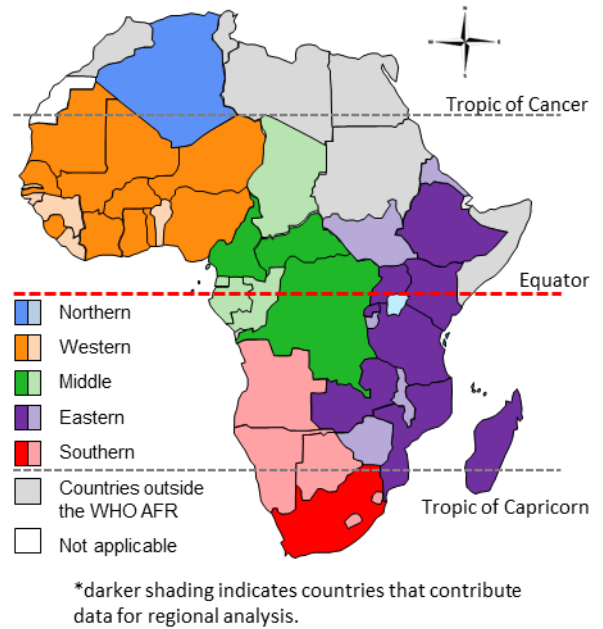 N
W
E
S
Tropic of Cancer
Equator
Northern
Western
Middle
Eastern
Southern
Countries outside
the WHO AFR
Not applicable
Tropic of Capricorn
*darker shading indicates countries that contribute
data for regional analysis.